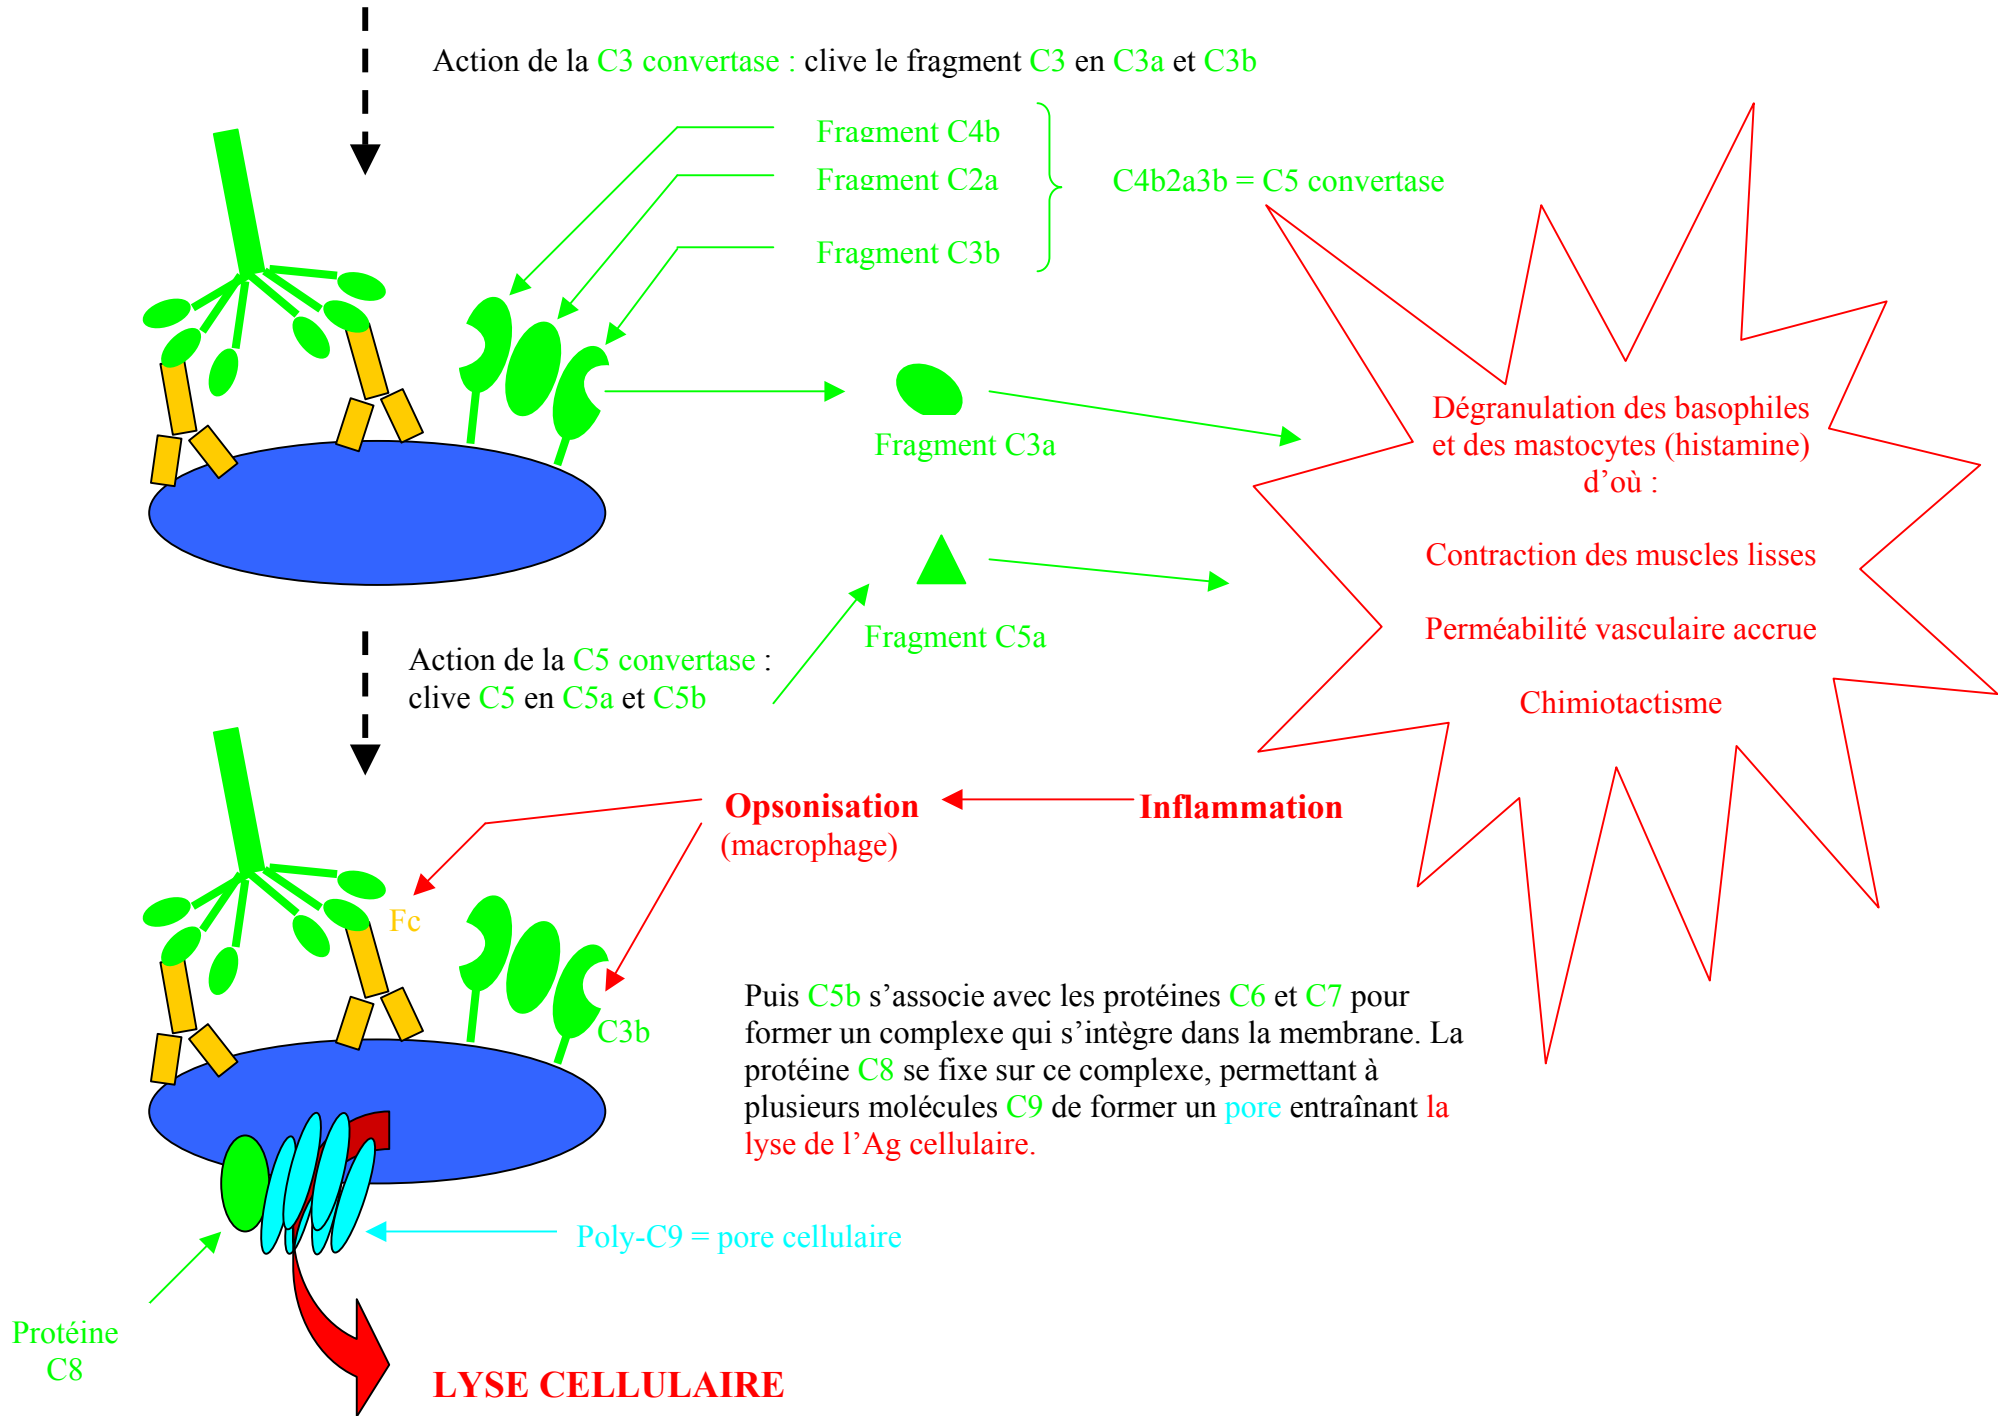 Action de la C3 convertase : clive le fragment C3 en C3a et C3b
Fragment C4b
Fragment C2a
C4b2a3b = C5 convertase
Fragment C3b
Fragment C3a
Dégranulation des basophiles
et des mastocytes (histamine)
d’où :
Contraction des muscles lisses
Perméabilité vasculaire accrue
Chimiotactisme
Fragment C5a
Action de la C5 convertase :
clive C5 en C5a et C5b
Opsonisation
(macrophage)
Inflammation
Fc
C3b
Puis C5b s’associe avec les protéines C6 et C7 pour
former un complexe qui s’intègre dans la membrane. La
protéine C8 se fixe sur ce complexe, permettant à
plusieurs molécules C9 de former un pore entraînant la
lyse de l’Ag cellulaire.
Poly-C9 = pore cellulaire
Protéine
C8
LYSE CELLULAIRE